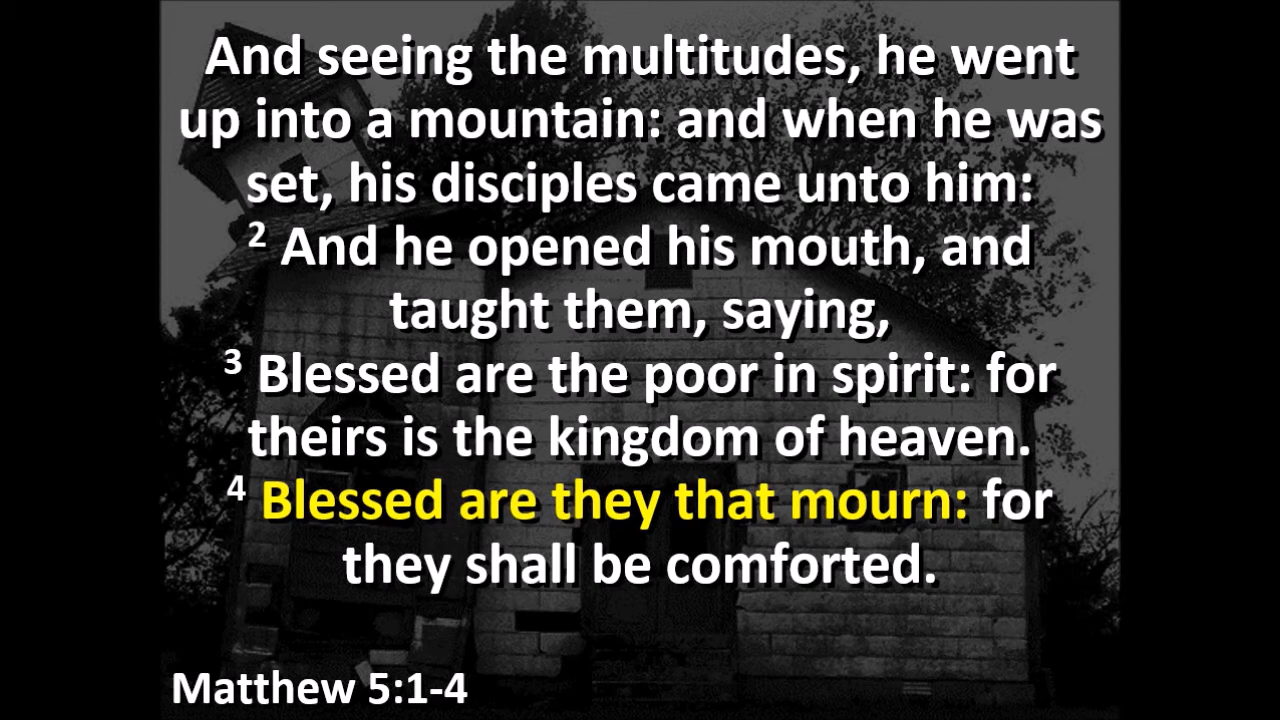 And seeing the multitudes, he went
up into a mountain: and when he was
set, his disciples came unto him:
2 And he opened his mouth, and
taught them, saying,
3 Blessed are the poor in spirit: for
theirs is the kingdom of heaven.
4 Blessed are they that mourn: for
they shall be comforted.
Matthew 5:1-4